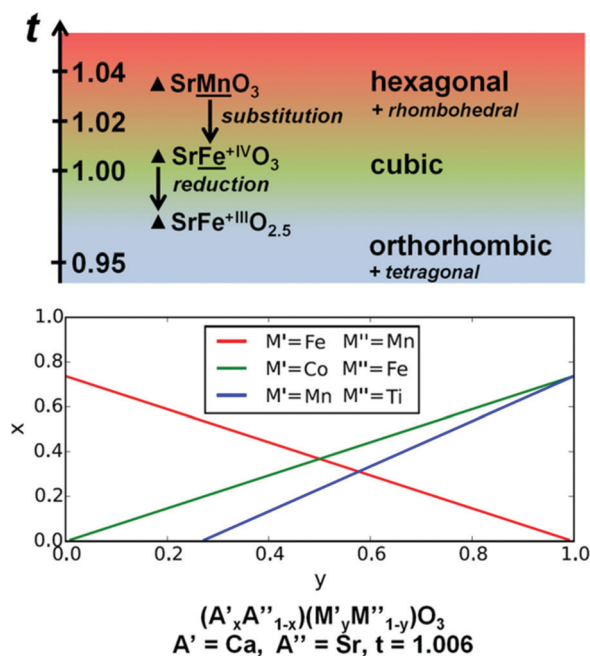 t
1.04
1.02
1.00
0.95
▲ SrMnO₃
substitution
▲ SrFe⁺ᴵⱽO₃
reduction
▲ SrFe⁺ᴵᴵᴵO₂.₅
hexagonal
+ rhombohedral
cubic
orthorhombic
+ tetragonal
1.0
0.8
0.6
0.4
0.2
0.0
x
M'=Fe M''=Mn
M'=Co M''=Fe
M'=Mn M''=Ti
0.0 0.2 0.4 0.6 0.8 1.0
y
(A'ₓA''₁₋ₓ)(M'ᵧM''₁₋ᵧ)O₃
A' = Ca, A'' = Sr, t = 1.006